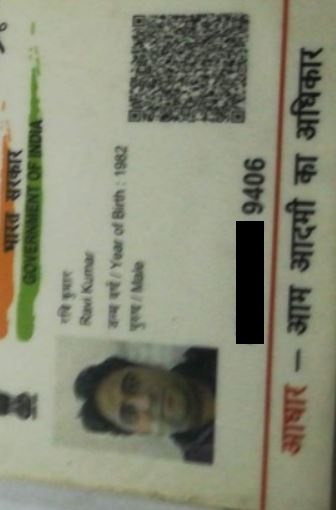 भारत सरकार
GOVERNMENT OF INDIA
रवि कुमार
Ravi Kumar
जन्म वर्ष / Year of Birth : 1982
पुरुष / Male
9406
आधार – आम आदमी का अधिकार